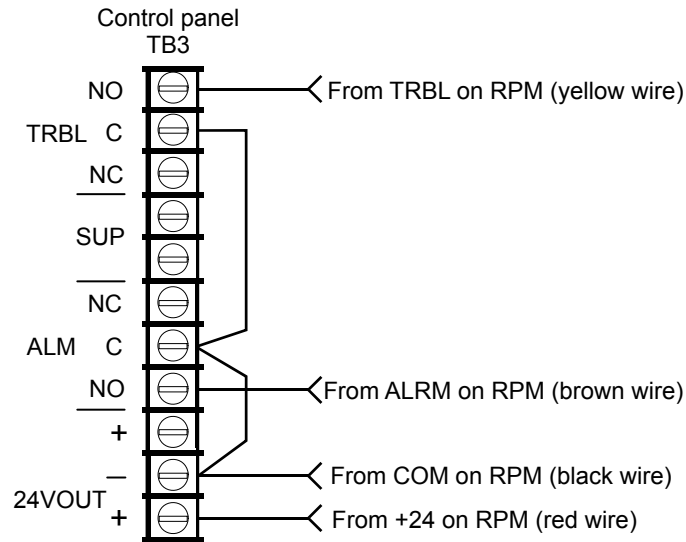 Control panel
TB3
NO From TRBL on RPM (yellow wire)
TRBL C
NC
SUP
NC
ALM C
NO From ALRM on RPM (brown wire)
+
– From COM on RPM (black wire)
24VOUT
+ From +24 on RPM (red wire)